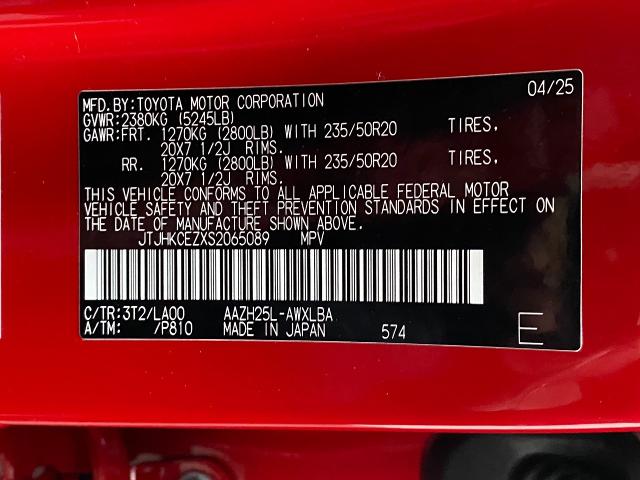 MFD.BY:TOYOTA MOTOR CORPORATION 04/25
GVWR:2380KG (5245LB)
GAWR:FRT. 1270KG (2800LB) WITH 235/50R20 TIRES,
20X7 1/2J RIMS.
RR. 1270KG (2800LB) WITH 235/50R20 TIRES,
20X7 1/2J RIMS.
THIS VEHICLE CONFORMS TO ALL APPLICABLE FEDERAL MOTOR
VEHICLE SAFETY AND THEFT PREVENTION STANDARDS IN EFFECT ON
THE DATE OF MANUFACTURE SHOWN ABOVE.
JTJHKCEZXS2065089 MPV
C/TR:3T2/LA00 AAZH25L-AWXLBA
A/TM: /P810 MADE IN JAPAN 574 E